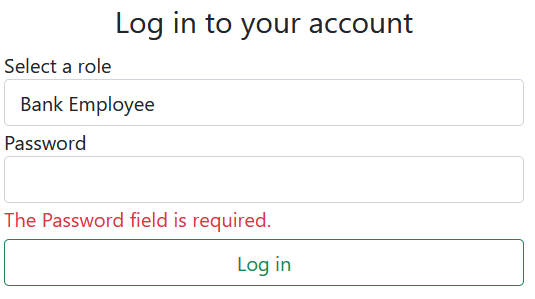 Log in to your account
Select a role
Bank Employee
Password
The Password field is required.
Log in